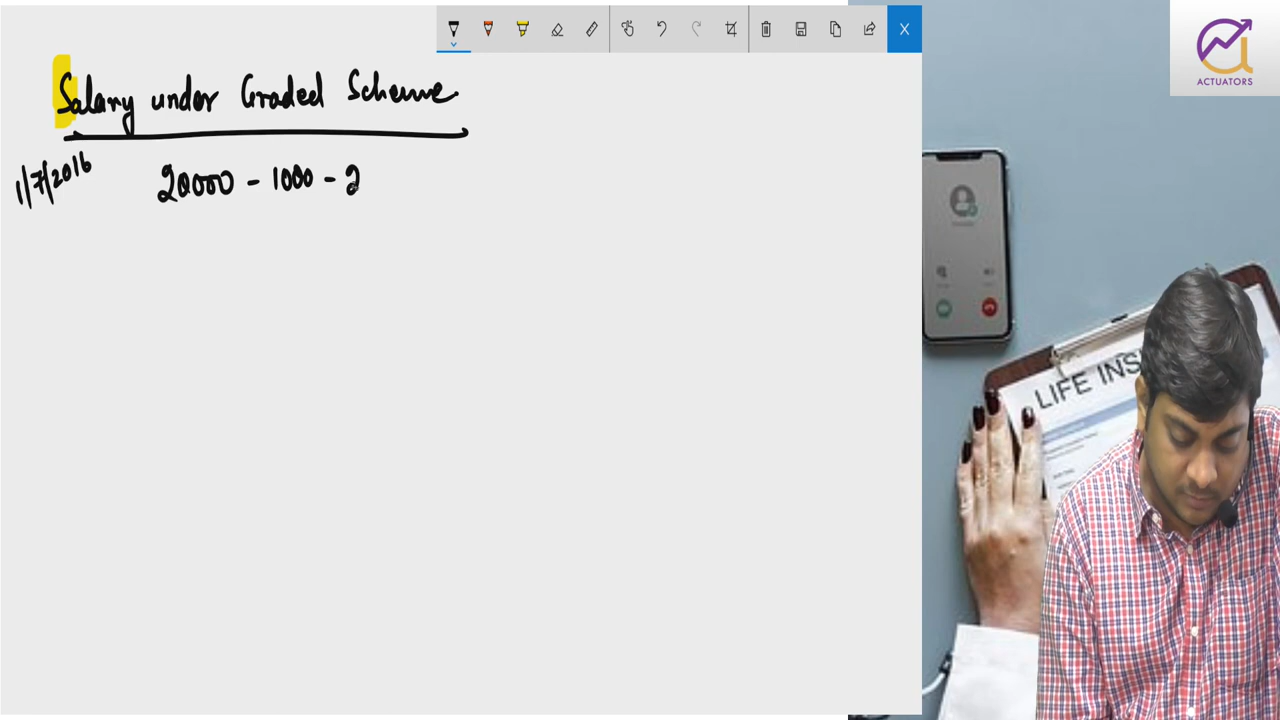 ACTUATORS
Salary under Graded Scheme
1/7/2016 20000 - 1000 - 2
LIFE INS